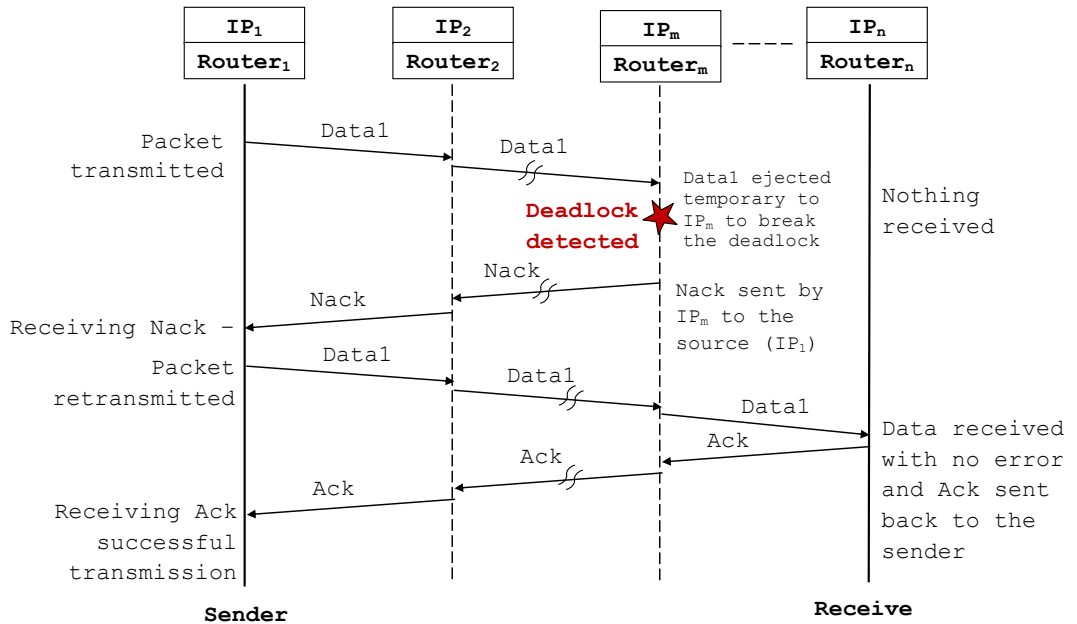 IP₁
Router₁
IP₂
Router₂
IPₘ
Routerₘ
IPₙ
Routerₙ
Packet
transmitted
Data1
Data1
Deadlock
detected
Data1 ejected
temporary to
IPₘ to break
the deadlock
Nothing
received
Nack
Nack
Receiving Nack –
Nack sent by
IPₘ to the
source (IP₁)
Packet
retransmitted
Data1
Data1
Data1
Ack
Ack
Ack
Data received
with no error
and Ack sent
back to the
sender
Receiving Ack
successful
transmission
Sender
Receive